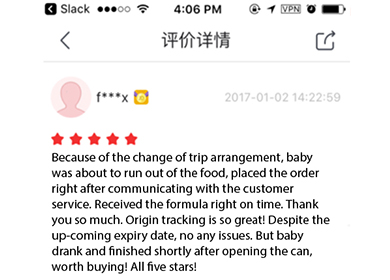 Slack 4:06 PM VPN
评价详情
f***x 2017-01-02 14:22:59
Because of the change of trip arrangement, baby
was about to run out of the food, placed the order
right after communicating with the customer
service. Received the formula right on time. Thank
you so much. Origin tracking is so great! Despite the
up-coming expiry date, no any issues. But baby
drank and finished shortly after opening the can,
worth buying! All five stars!